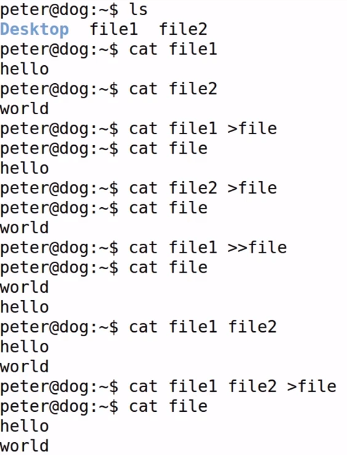 peter@dog:~$ ls
Desktop  file1  file2
peter@dog:~$ cat file1
hello
peter@dog:~$ cat file2
world
peter@dog:~$ cat file1 >file
peter@dog:~$ cat file
hello
peter@dog:~$ cat file2 >file
peter@dog:~$ cat file
world
peter@dog:~$ cat file1 >>file
peter@dog:~$ cat file
world
hello
peter@dog:~$ cat file1 file2
hello
world
peter@dog:~$ cat file1 file2 >file
peter@dog:~$ cat file
hello
world